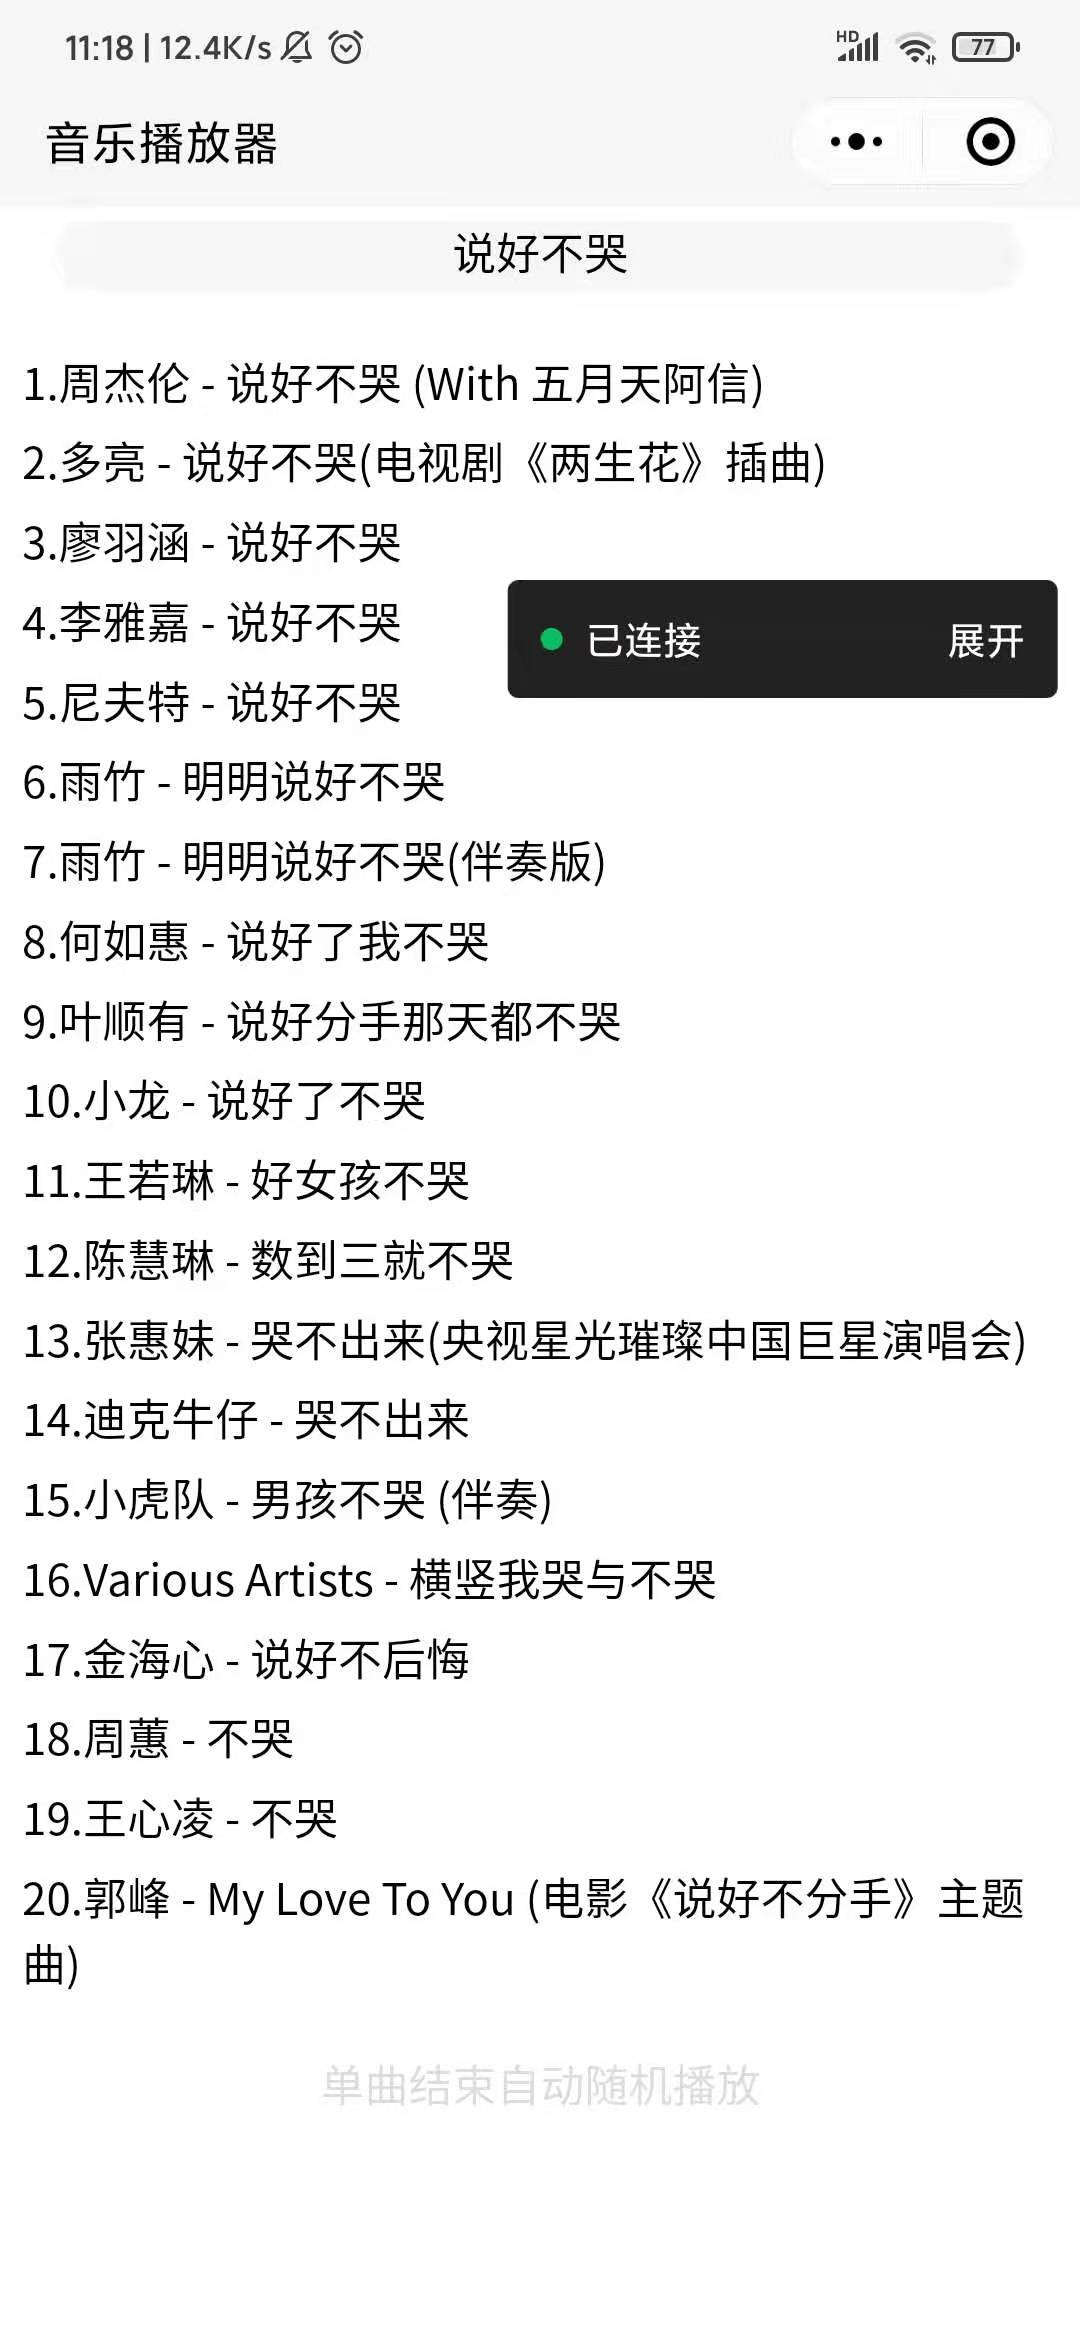 11:18 | 12.4K/s
HD
77
音乐播放器
说好不哭
1.周杰伦 - 说好不哭 (With 五月天阿信)
2.多亮 - 说好不哭(电视剧《两生花》插曲)
3.廖羽涵 - 说好不哭
4.李雅嘉 - 说好不哭
已连接 展开
5.尼夫特 - 说好不哭
6.雨竹 - 明明说好不哭
7.雨竹 - 明明说好不哭(伴奏版)
8.何如惠 - 说好了我不哭
9.叶顺有 - 说好分手那天都不哭
10.小龙 - 说好了不哭
11.王若琳 - 好女孩不哭
12.陈慧琳 - 数到三就不哭
13.张惠妹 - 哭不出来(央视星光璀璨中国巨星演唱会)
14.迪克牛仔 - 哭不出来
15.小虎队 - 男孩不哭 (伴奏)
16.Various Artists - 横竖我哭与不哭
17.金海心 - 说好不后悔
18.周蕙 - 不哭
19.王心凌 - 不哭
20.郭峰 - My Love To You (电影《说好不分手》主题
曲)
单曲结束自动随机播放